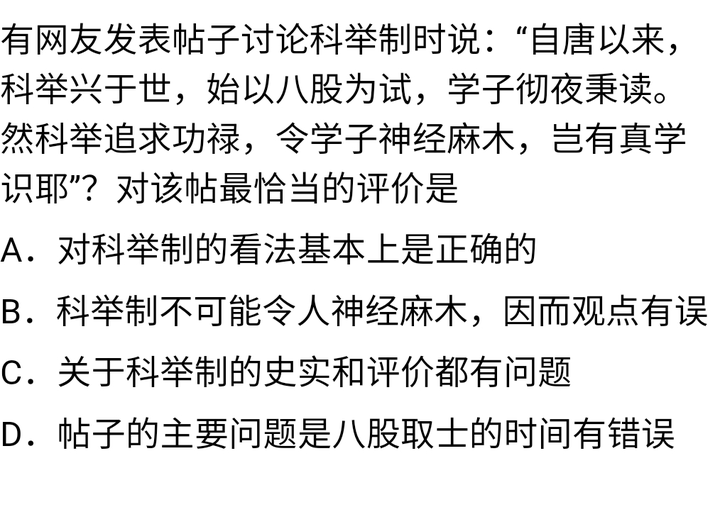 有网友发表帖子讨论科举制时说：“自唐以来，
科举兴于世，始以八股为试，学子彻夜秉读。
然科举追求功禄，令学子神经麻木，岂有真学
识耶”？对该帖最恰当的评价是
A．对科举制的看法基本上是正确的
B．科举制不可能令人神经麻木，因而观点有误
C．关于科举制的史实和评价都有问题
D．帖子的主要问题是八股取士的时间有错误